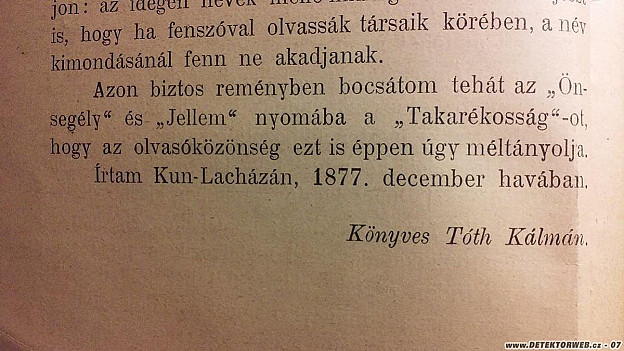 jon: az idegen nevek
is, hogy ha fenszóval olvassák társaik körében, a név
kimondásánál fenn ne akadjanak.
Azon biztos reményben bocsátom tehát az „Ön-
segély“ és „Jellem“ nyomába a „Takarékosság“-ot,
hogy az olvasóközönség ezt is éppen úgy méltányolja.
Írtam Kun-Laczházán, 1877. december havában.
Könyves Tóth Kálmán.
www.DETEKTORWEB.cz - 07